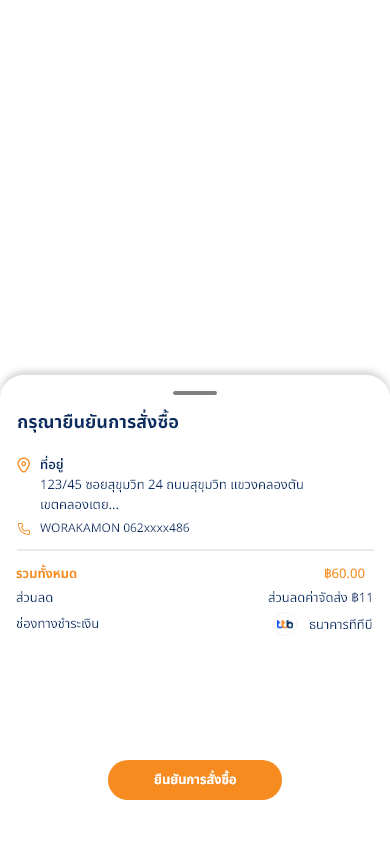 กรุณายืนยันการสั่งซื้อ
ที่อยู่
123/45 ซอยสุขุมวิท 24 ถนนสุขุมวิท แขวงคลองตัน
เขตคลองเตย...
WORAKAMON 062xxxx486
รวมทั้งหมด ฿60.00
ส่วนลด ส่วนลดค่าจัดส่ง ฿11
ช่องทางชำระเงิน ttb ธนาคารทีทีบี
ยืนยันการสั่งซื้อ